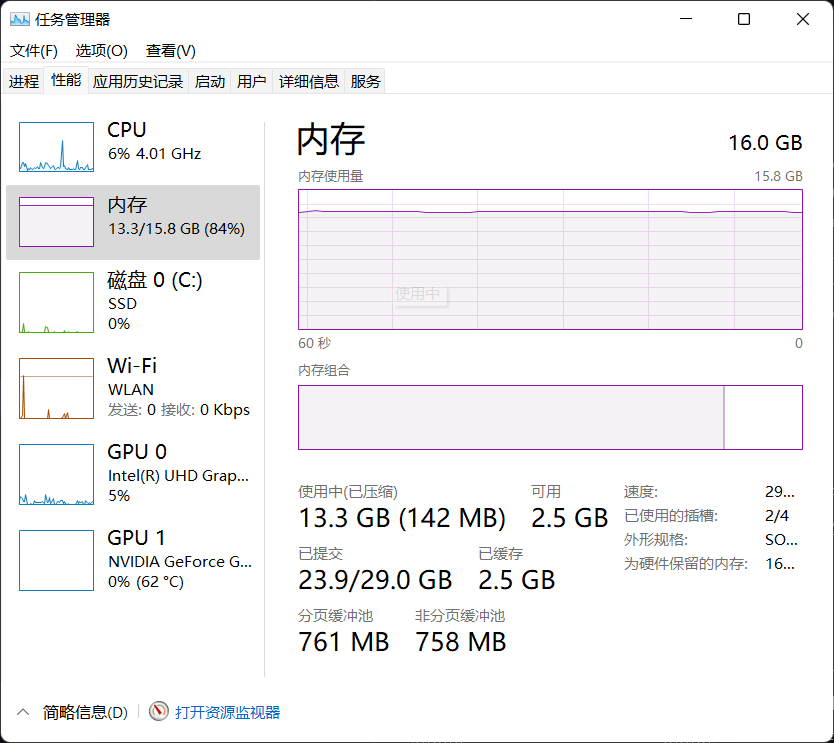 任务管理器
文件(F) 选项(O) 查看(V)
进程 性能 应用历史记录 启动 用户 详细信息 服务
CPU
6% 4.01 GHz
内存
13.3/15.8 GB (84%)
磁盘 0 (C:)
SSD
0%
Wi-Fi
WLAN
发送: 0 接收: 0 Kbps
GPU 0
Intel(R) UHD Grap...
5%
GPU 1
NVIDIA GeForce G...
0% (62 °C)
内存 16.0 GB
内存使用量 15.8 GB
使用中
60 秒 0
内存组合
使用中(已压缩) 可用
13.3 GB (142 MB) 2.5 GB
已提交 已缓存
23.9/29.0 GB 2.5 GB
分页缓冲池 非分页缓冲池
761 MB 758 MB
速度: 29...
已使用的插槽: 2/4
外形规格: SO...
为硬件保留的内存: 16...
简略信息(D) 打开资源监视器